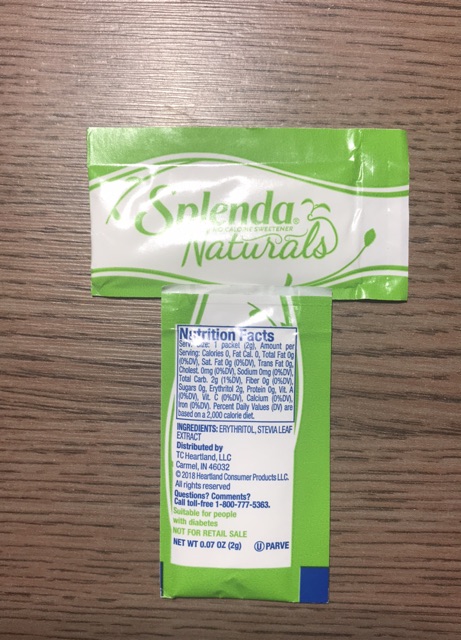 Splenda®
NO CALORIE SWEETENER
Naturals
Nutrition Facts
Serv. Size: 1 packet (2g), Amount per
Serving: Calories 0, Fat Cal. 0, Total Fat 0g
(0%DV), Sat. Fat 0g (0%DV), Trans Fat 0g,
Cholest. 0mg (0%DV), Sodium 0mg (0%DV),
Total Carb. 2g (1%DV), Fiber 0g (0%DV),
Sugars 0g, Erythritol 2g, Protein 0g, Vit. A
(0%DV), Vit. C (0%DV), Calcium (0%DV),
Iron (0%DV). Percent Daily Values (DV) are
based on a 2,000 calorie diet.
INGREDIENTS: ERYTHRITOL, STEVIA LEAF
EXTRACT
Distributed by
TC Heartland, LLC
Carmel, IN 46032
© 2018 Heartland Consumer Products LLC.
All rights reserved
Questions? Comments?
Call toll-free 1-800-777-5363.
Suitable for people
with diabetes
NOT FOR RETAIL SALE
NET WT 0.07 OZ (2g) Ⓤ PARVE